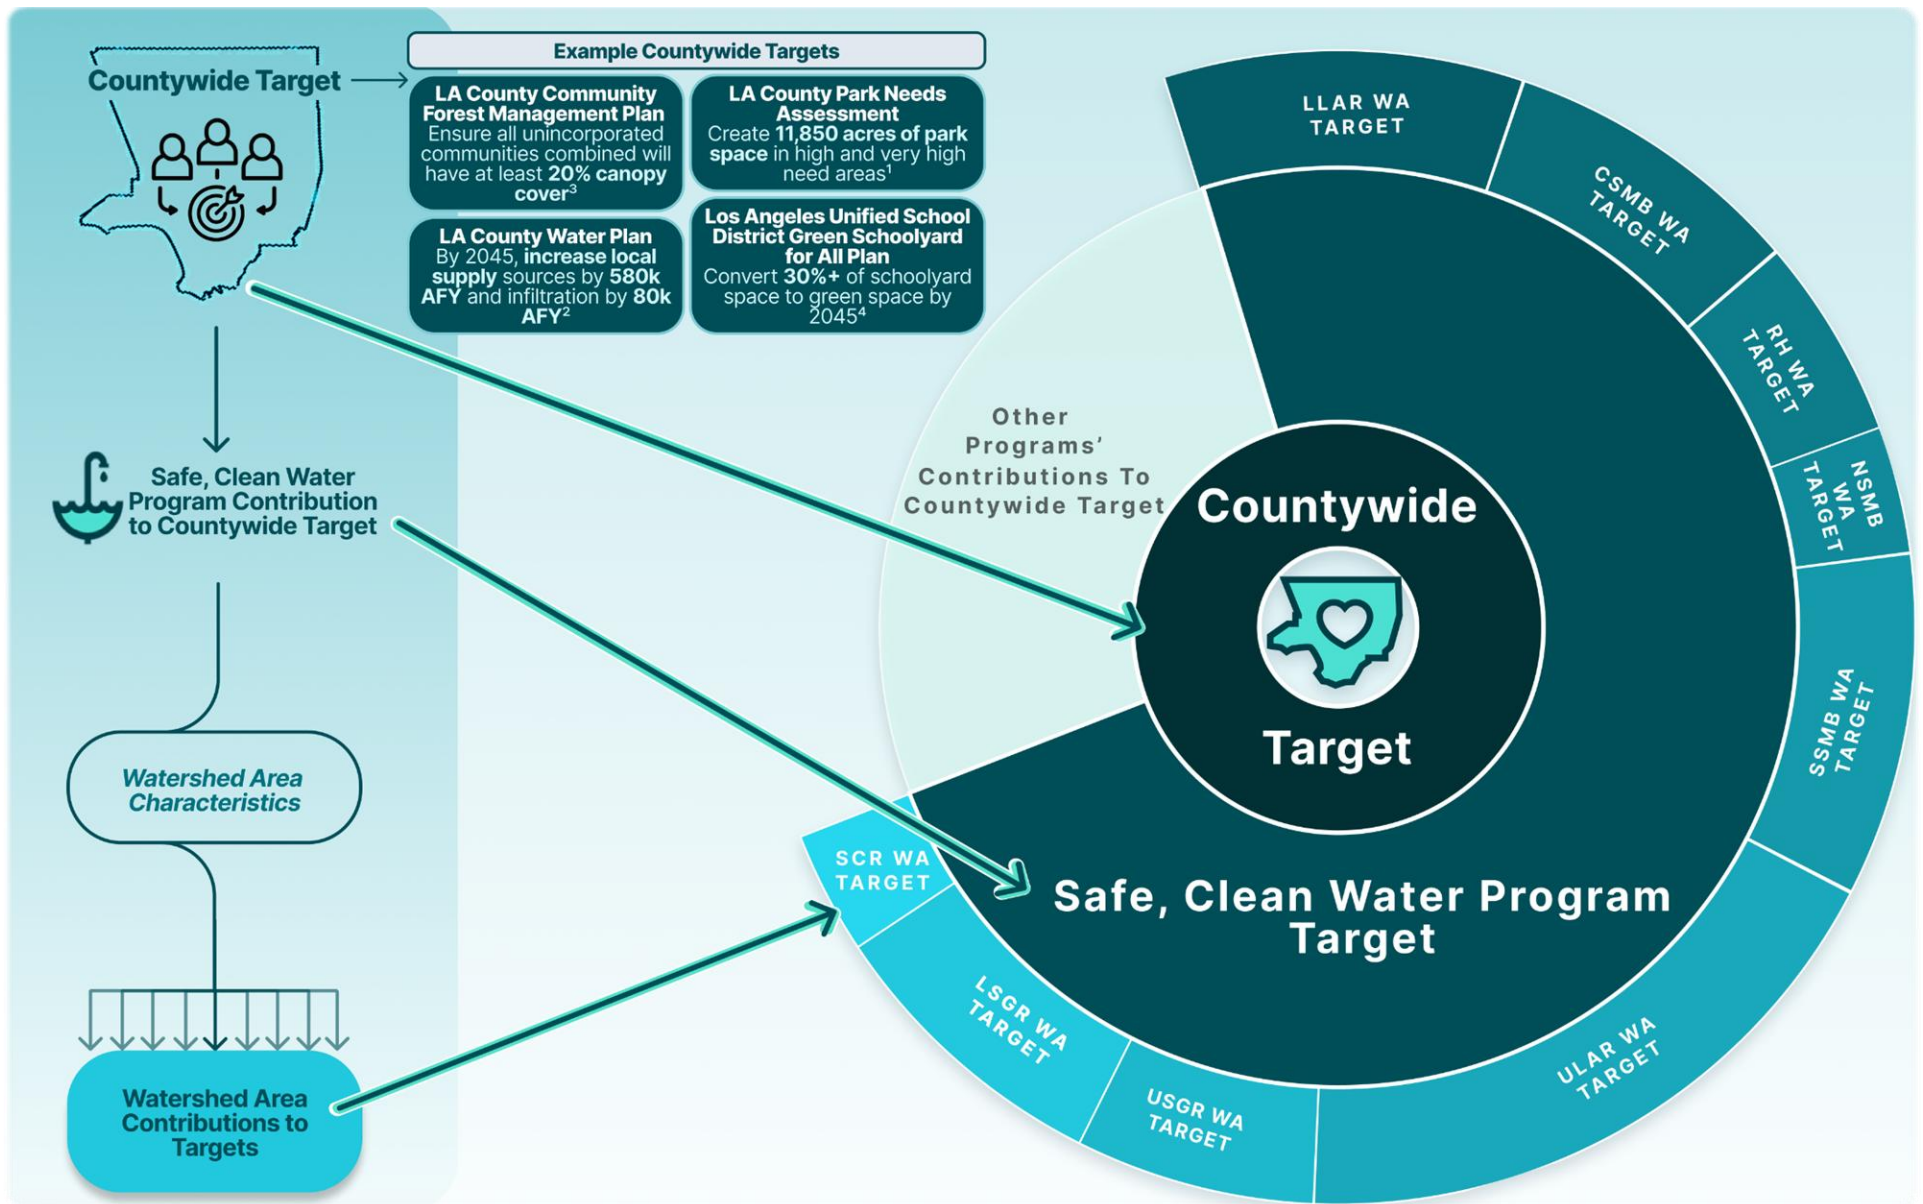 Countywide Target
Example Countywide Targets
LA County Community
Forest Management Plan
Ensure all unincorporated
communities combined will
have at least 20% canopy
cover³
LA County Park Needs
Assessment
Create 11,850 acres of park
space in high and very high
need areas¹
LA County Water Plan
By 2045, increase local
supply sources by 580k
AFY and infiltration by 80k
AFY²
Los Angeles Unified School
District Green Schoolyard
for All Plan
Convert 30%+ of schoolyard
space to green space by
2045⁴
Safe, Clean Water
Program Contribution
to Countywide Target
Watershed Area
Characteristics
Watershed Area
Contributions to
Targets
Other
Programs’
Contributions To
Countywide Target
Countywide
Target
Safe, Clean Water Program
Target
LLAR WA
TARGET
CSMB WA
TARGET
RH WA
TARGET
NSMB
WA
TARGET
SSMB WA
TARGET
ULAR WA
TARGET
USGR WA
TARGET
LSGR WA
TARGET
SCR WA
TARGET